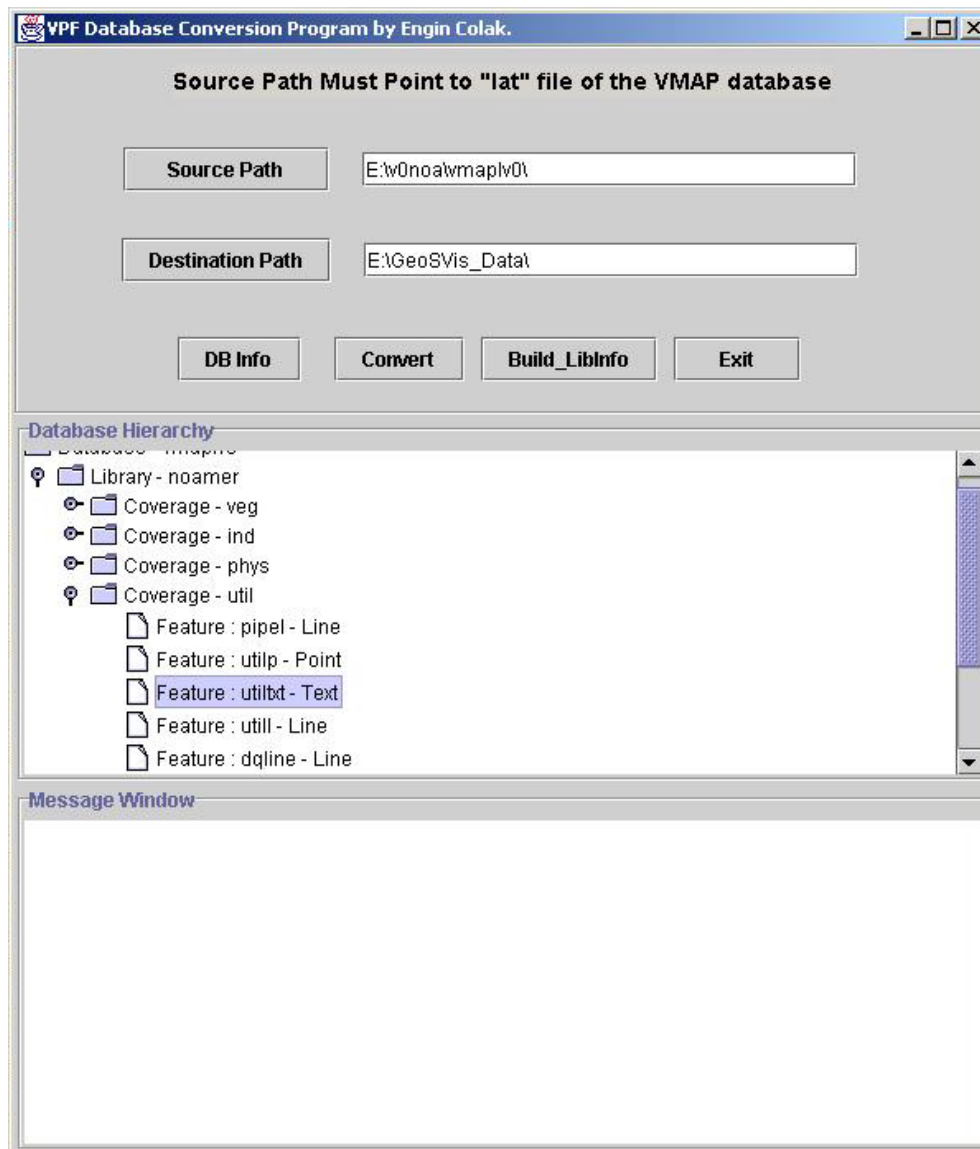 VPF Database Conversion Program by Engin Colak.
Source Path Must Point to "lat" file of the VMAP database
Source Path
E:\v0noa\vmaplv0\
Destination Path
E:\GeoSVis_Data\
DB Info Convert Build_LibInfo Exit
Database Hierarchy
Database - vmaplv0
Library - noamer
Coverage - veg
Coverage - ind
Coverage - phys
Coverage - util
Feature : pipel - Line
Feature : utilp - Point
Feature : utiltxt - Text
Feature : utill - Line
Feature : dqline - Line
Message Window